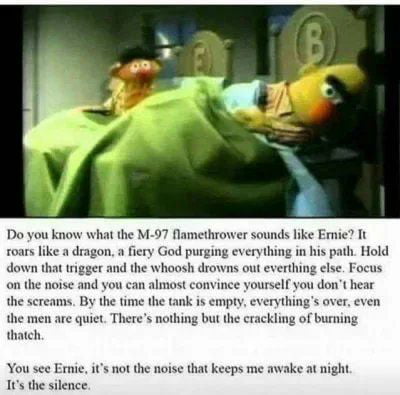 B
Do you know what the M-97 flamethrower sounds like Ernie? It
roars like a dragon, a fiery God purging everything in his path. Hold
down that trigger and the whoosh drowns out everthing else. Focus
on the noise and you can almost convince yourself you don't hear
the screams. By the time the tank is empty, everything's over, even
the men are quiet. There's nothing but the crackling of burning
thatch.
You see Ernie, it's not the noise that keeps me awake at night.
It's the silence.